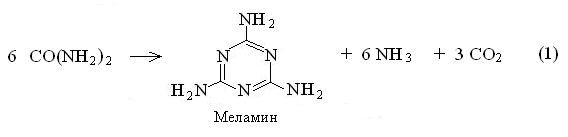 NH₂
6 CO(NH₂)₂ → N N + 6 NH₃ + 3 CO₂ (1)
H₂N N NH₂
Меламин